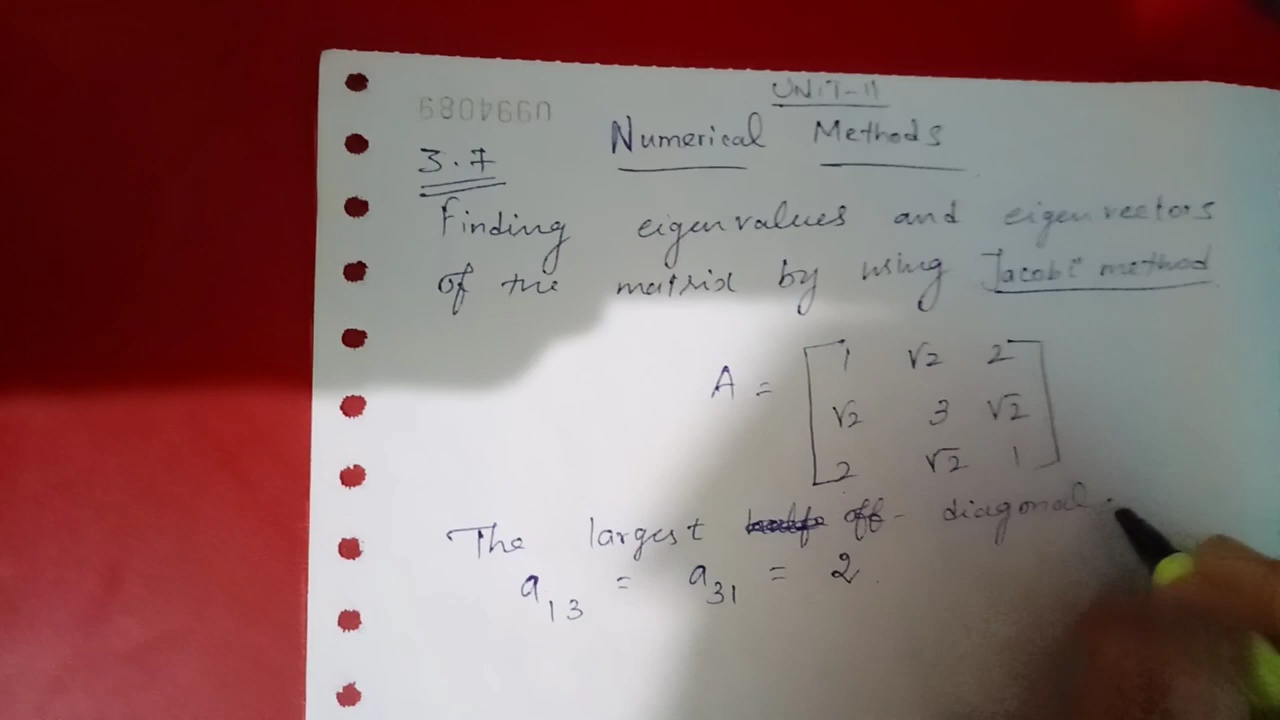 UNIT-II
U994089
Numerical Methods
3.7
Finding eigenvalues and eigenvectors
of the matrix by using Jacobi method
A = [ 1 √2 2
√2 3 √2
2 √2 1 ]
The largest off- diagonal
a13 = a31 = 2.